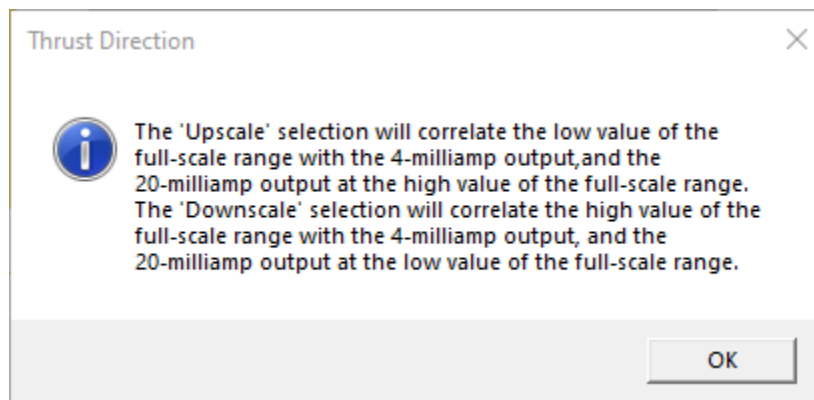 Thrust Direction
The 'Upscale' selection will correlate the low value of the
full-scale range with the 4-milliamp output,and the
20-milliamp output at the high value of the full-scale range.
The 'Downscale' selection will correlate the high value of the
full-scale range with the 4-milliamp output, and the
20-milliamp output at the low value of the full-scale range.
OK